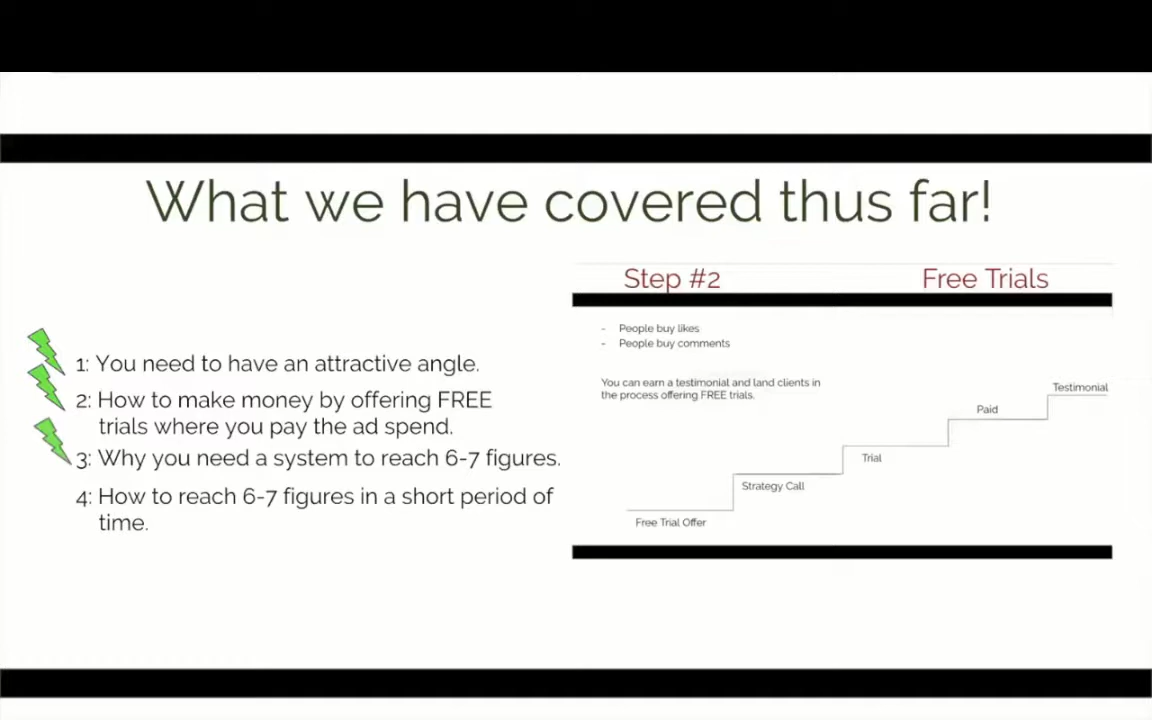 What we have covered thus far!
1: You need to have an attractive angle.
2: How to make money by offering FREE
trials where you pay the ad spend.
3: Why you need a system to reach 6-7 figures.
4: How to reach 6-7 figures in a short period of
time.
Step #2 Free Trials
- People buy likes
- People buy comments
You can earn a testimonial and land clients in
the process offering FREE trials.
Testimonial
Paid
Trial
Strategy Call
Free Trial Offer